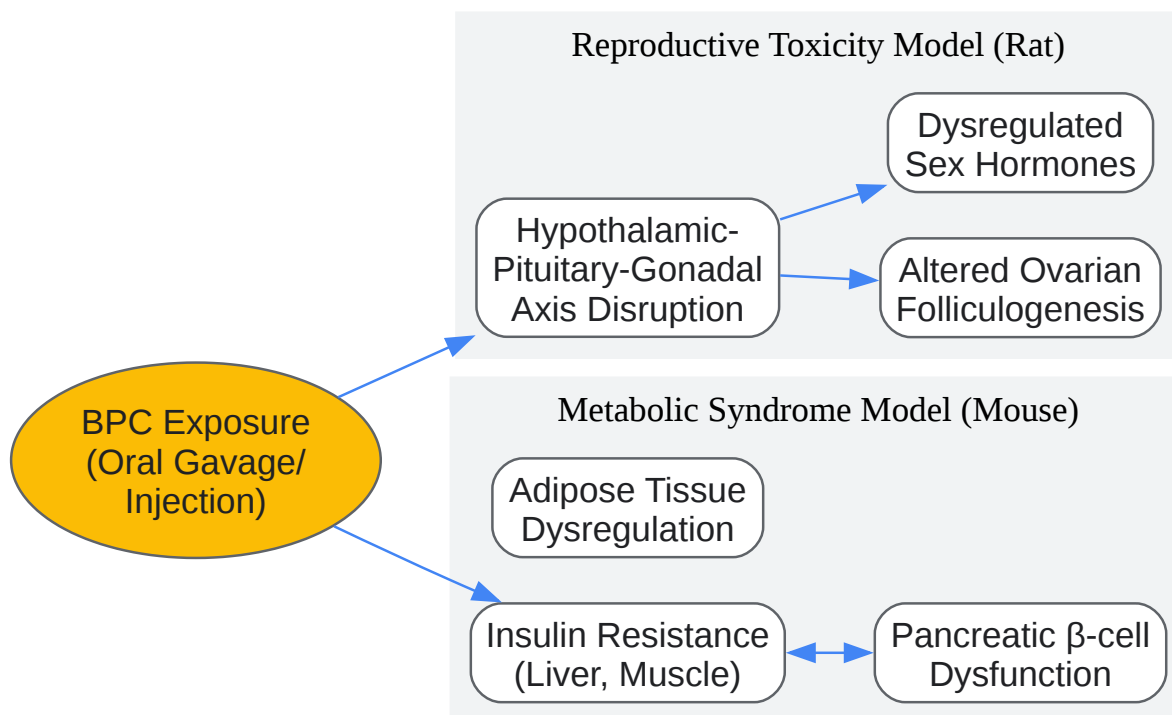 Reproductive Toxicity Model (Rat)
Dysregulated
Sex Hormones
Hypothalamic-
Pituitary-Gonadal
Axis Disruption
Altered Ovarian
Folliculogenesis
BPC Exposure
(Oral Gavage/
Injection)
Metabolic Syndrome Model (Mouse)
Adipose Tissue
Dysregulation
Insulin Resistance
(Liver, Muscle)
Pancreatic β-cell
Dysfunction